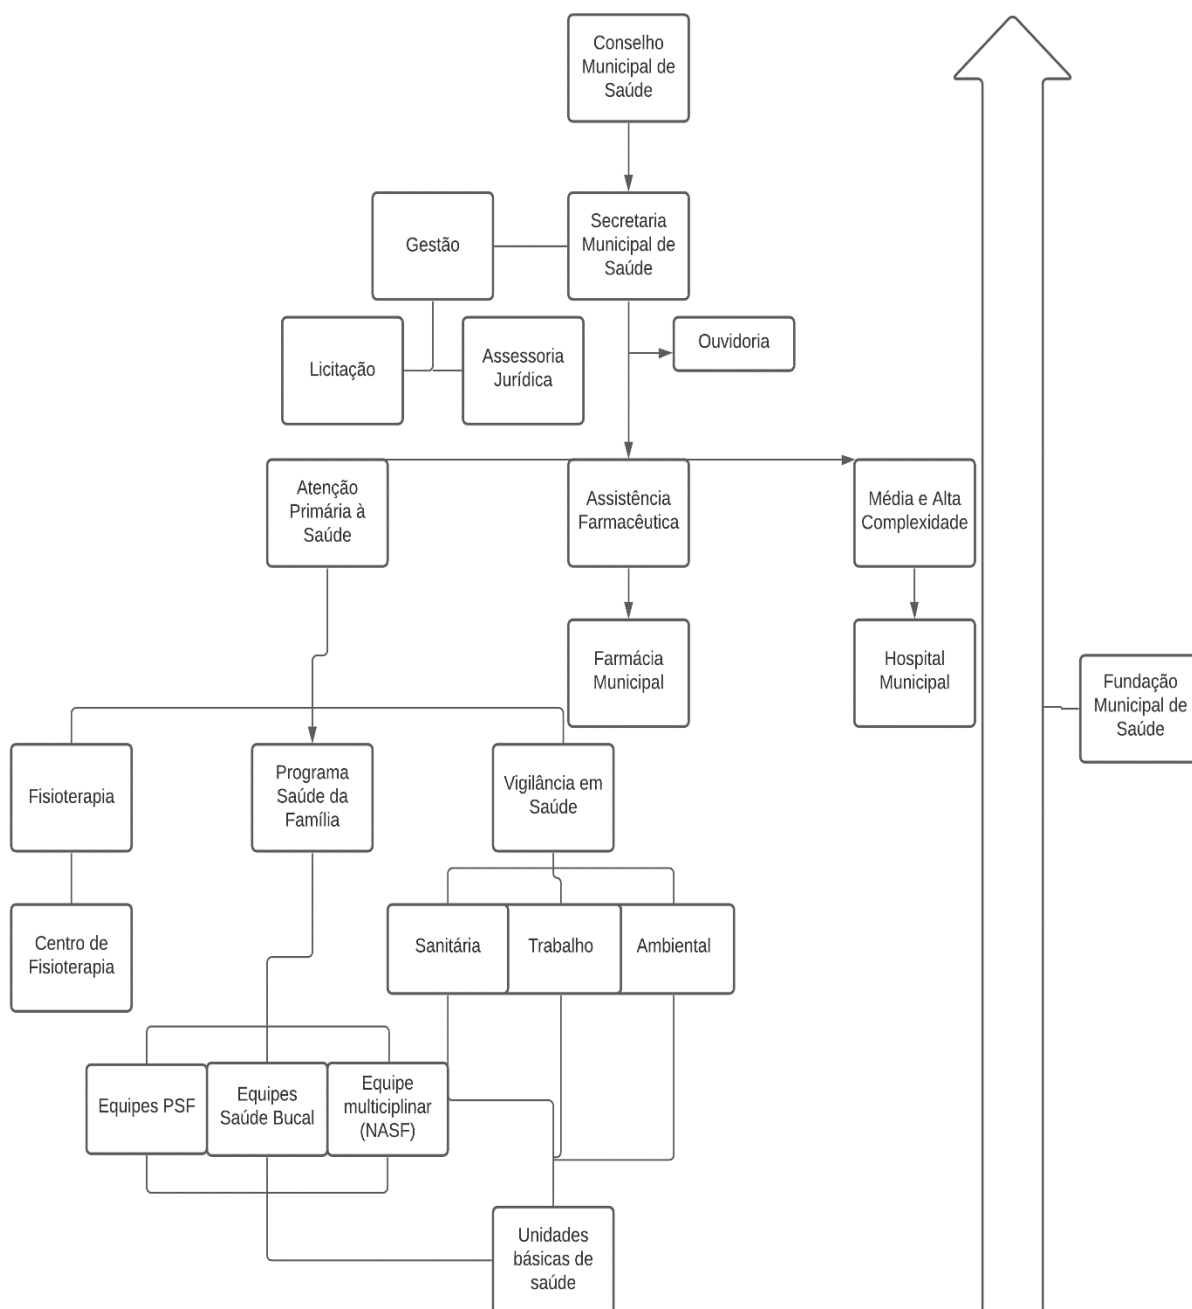 Conselho
Municipal de
Saúde
Gestão
Secretaria
Municipal de
Saúde
Licitação
Assessoria
Jurídica
Ouvidoria
Atenção
Primária à
Saúde
Assistência
Farmacêutica
Média e Alta
Complexidade
Farmácia
Municipal
Hospital
Municipal
Fundação
Municipal de
Saúde
Fisioterapia
Programa
Saúde da
Família
Vigilância em
Saúde
Centro de
Fisioterapia
Sanitária
Trabalho
Ambiental
Equipes PSF
Equipes
Saúde Bucal
Equipe
multiciplinar
(NASF)
Unidades
básicas de
saúde